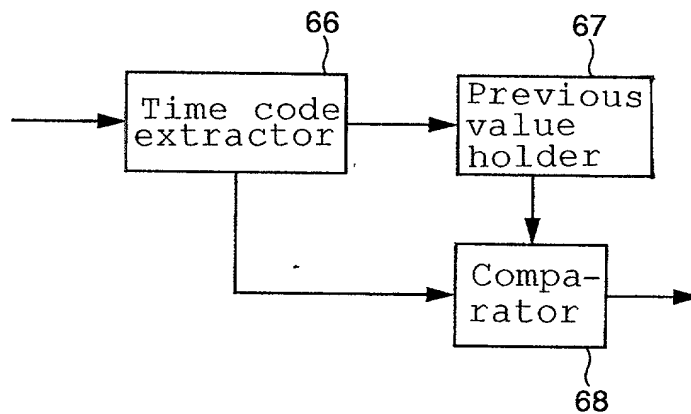 66
67
Time code
extractor
Previous
value
holder
Compa-
rator
68